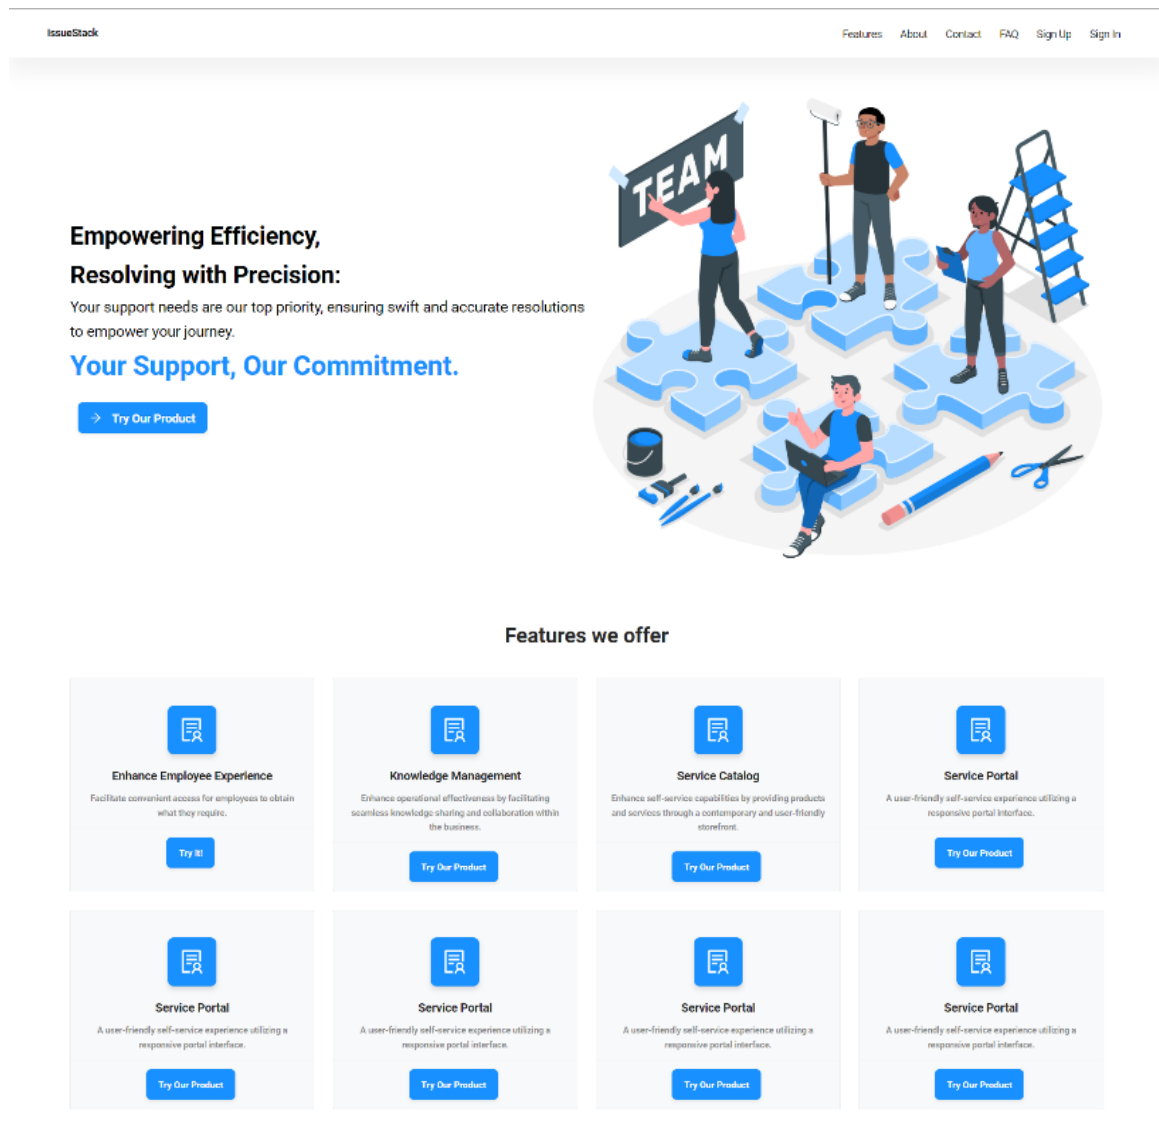 IssueStack
Features About Contact FAQ Sign Up Sign In
TEAM
Empowering Efficiency,
Resolving with Precision:
Your support needs are our top priority, ensuring swift and accurate resolutions
to empower your journey.
Your Support, Our Commitment.
Try Our Product
Features we offer
Enhance Employee Experience
Facilitate convenient access for employees to obtain
what they require.
Try It!
Knowledge Management
Enhance operational effectiveness by facilitating
seamless knowledge sharing and collaboration within
the business.
Try Our Product
Service Catalog
Enhance self-service capabilities by providing products
and services through a contemporary and user-friendly
storefront.
Try Our Product
Service Portal
A user-friendly self-service experience utilizing a
responsive portal interface.
Try Our Product
Service Portal
A user-friendly self-service experience utilizing a
responsive portal interface.
Try Our Product
Service Portal
A user-friendly self-service experience utilizing a
responsive portal interface.
Try Our Product
Service Portal
A user-friendly self-service experience utilizing a
responsive portal interface.
Try Our Product
Service Portal
A user-friendly self-service experience utilizing a
responsive portal interface.
Try Our Product